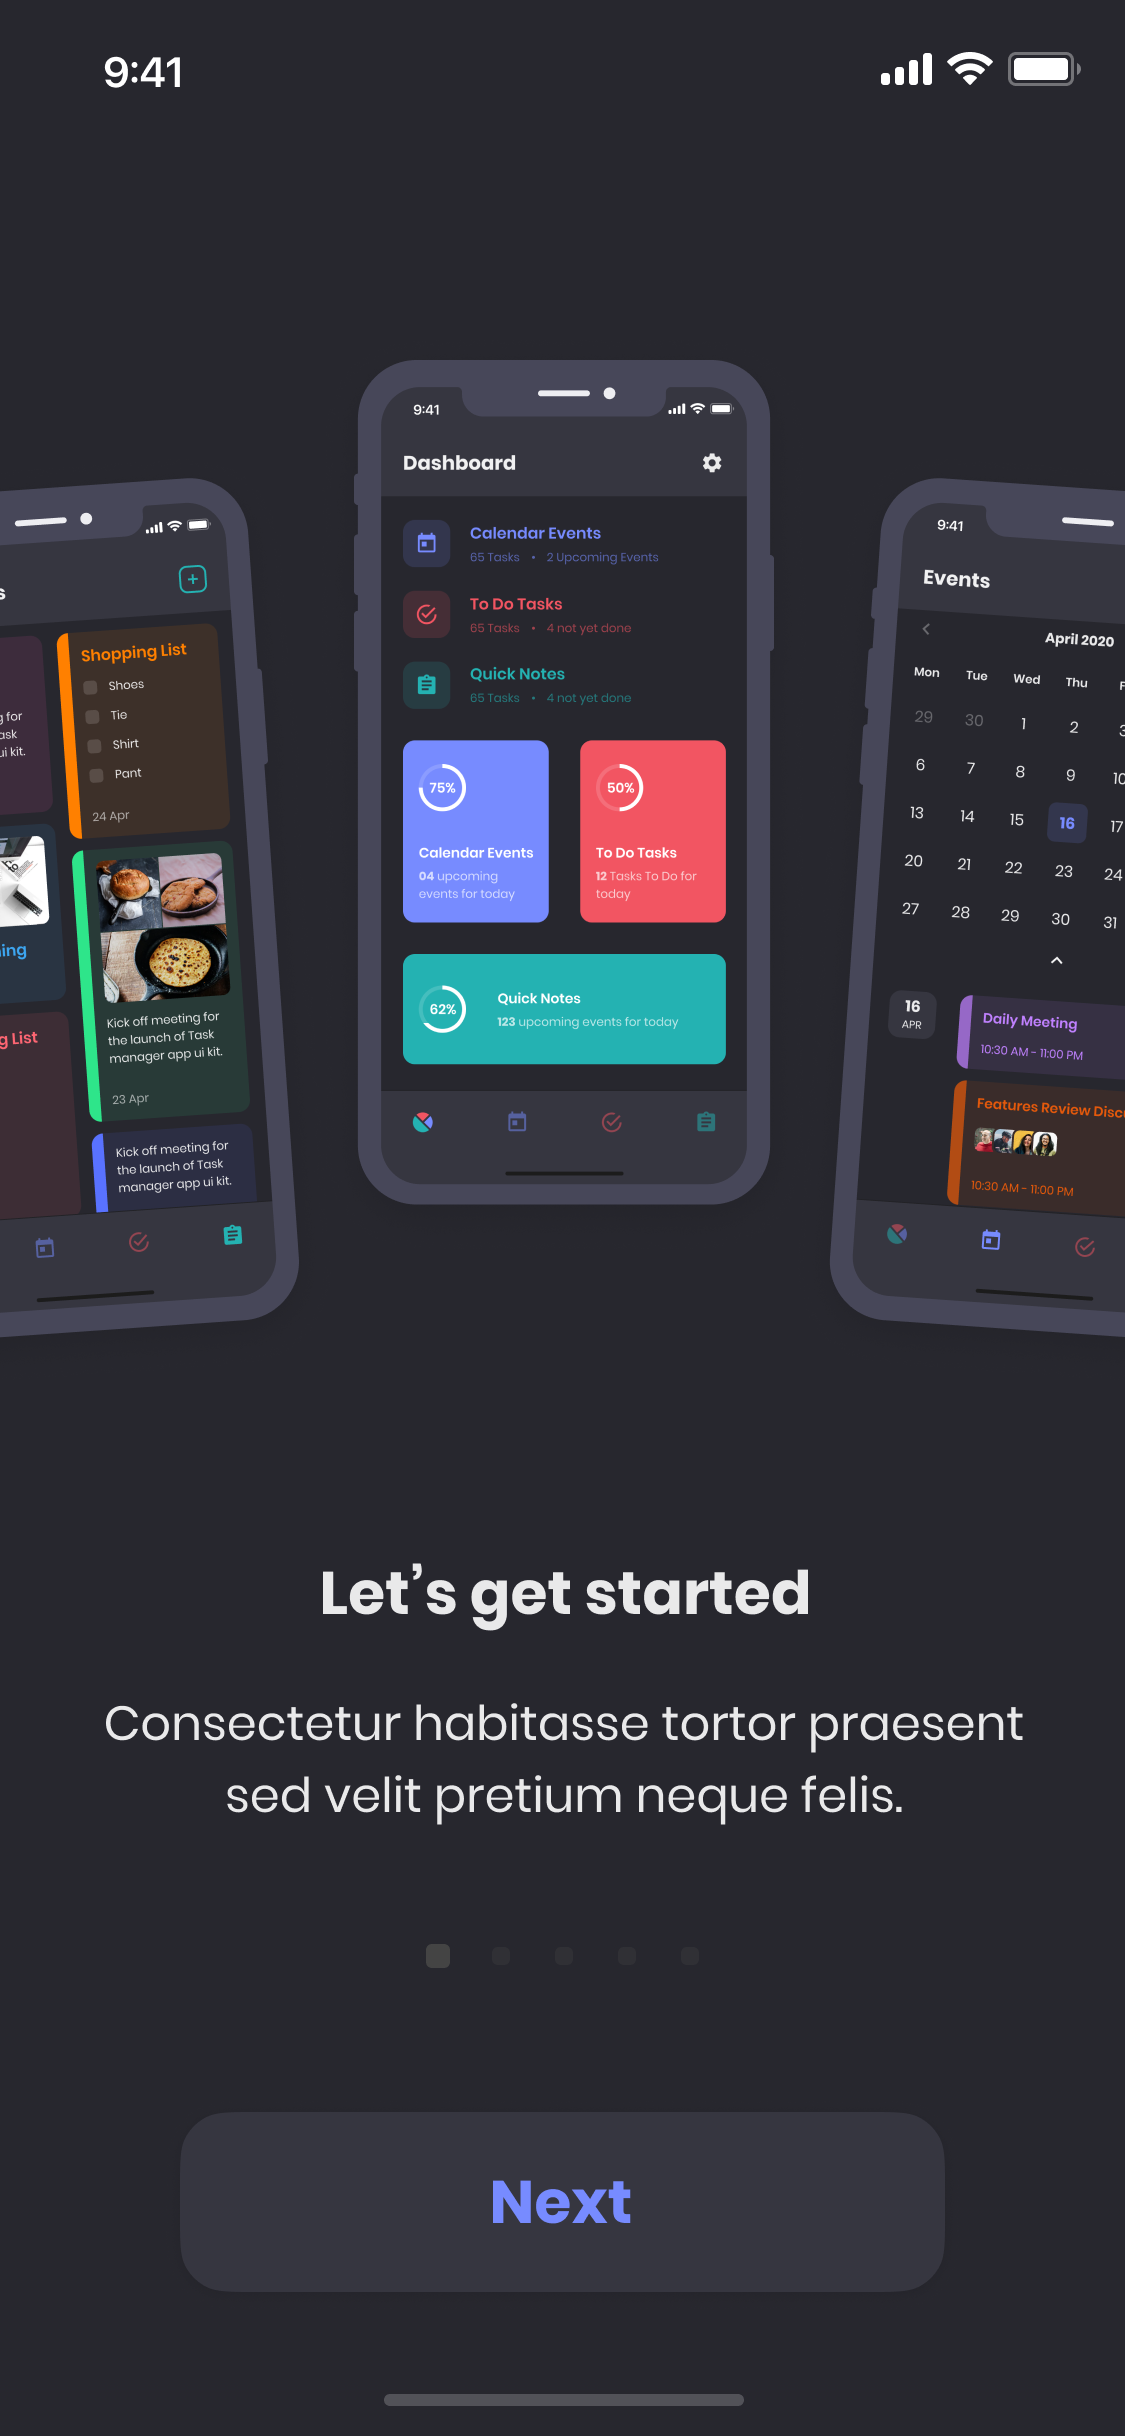 9:41
9:41
Dashboard
Calendar Events
65 Tasks • 2 Upcoming Events
To Do Tasks
65 Tasks • 4 not yet done
Quick Notes
65 Tasks • 4 not yet done
75%
Calendar Events
04 upcoming
events for today
50%
To Do Tasks
12 Tasks To Do for
today
62%
Quick Notes
123 upcoming events for today
s
g for
ask
ui kit.
Shopping List
Shoes
Tie
Shirt
Pant
24 Apr
ning
g List
Kick off meeting for
the launch of Task
manager app ui kit.
23 Apr
Kick off meeting for
the launch of Task
manager app ui kit.
9:41
Events
April 2020
Mon Tue Wed Thu F
29 30 1 2 3
6 7 8 9 10
13 14 15 16 17
20 21 22 23 24
27 28 29 30 31
16
APR
Daily Meeting
10:30 AM - 11:00 PM
Features Review Discu
10:30 AM - 11:00 PM
Let’s get started
Consectetur habitasse tortor praesent
sed velit pretium neque felis.
Next